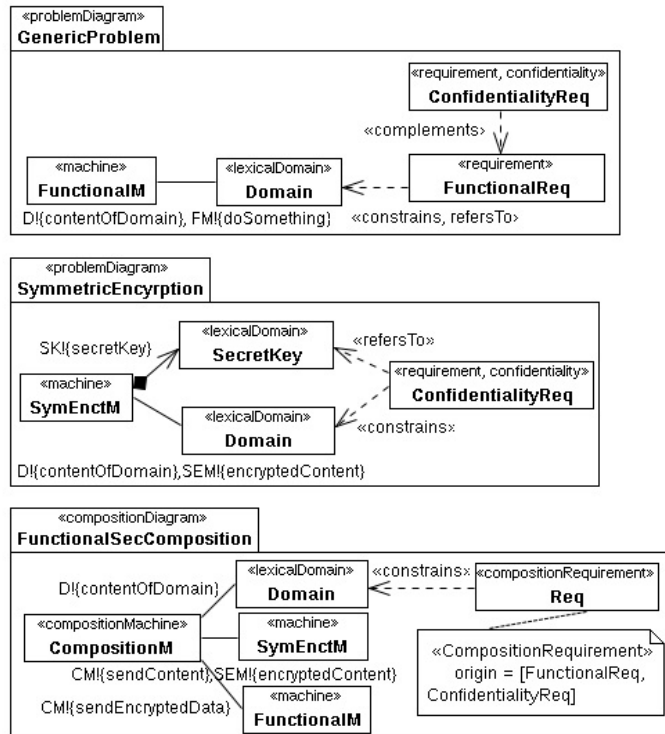 «problemDiagram»
GenericProblem
«requirement, confidentiality»
ConfidentialityReq
«complements»
«machine»
FunctionalM
«lexicalDomain»
Domain
«requirement»
FunctionalReq
D!{contentOfDomain}, FM!{doSomething}
«constrains, refersTo»
«problemDiagram»
SymmetricEncyrption
SK!{secretKey}
«lexicalDomain»
SecretKey
«refersTo»
«machine»
SymEnctM
«requirement, confidentiality»
ConfidentialityReq
«lexicalDomain»
Domain
«constrains»
D!{contentOfDomain},SEM!{encryptedContent}
«compositionDiagram»
FunctionalSecComposition
D!{contentOfDomain}
«lexicalDomain»
Domain
«constrains»
«compositionRequirement»
Req
«compositionMachine»
CompositionM
«machine»
SymEnctM
CM!{sendContent},SEM!{encryptedContent}
CM!{sendEncryptedData}
«machine»
FunctionalM
«CompositionRequirement»
origin = [FunctionalReq,
ConfidentialityReq]